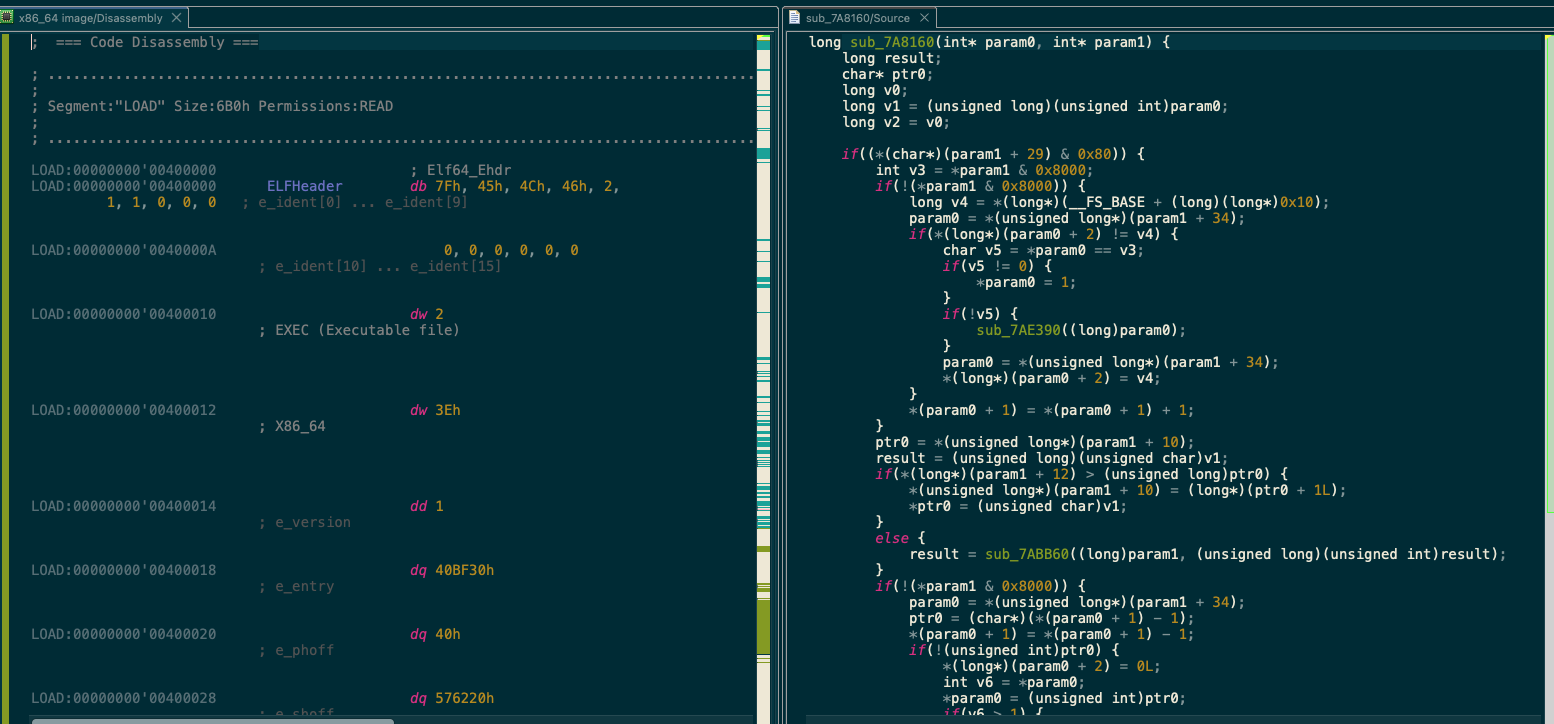 x86_64 image/Disassembly
; === Code Disassembly ===
; ....................................................................................
;
; Segment:"LOAD" Size:6B0h Permissions:READ
;
; ....................................................................................
LOAD:00000000'00400000 ; Elf64_Ehdr
LOAD:00000000'00400000 ELFHeader db 7Fh, 45h, 4Ch, 46h, 2,
1, 1, 0, 0, 0 ; e_ident[0] ... e_ident[9]
LOAD:00000000'0040000A 0, 0, 0, 0, 0, 0
; e_ident[10] ... e_ident[15]
LOAD:00000000'00400010 dw 2
; EXEC (Executable file)
LOAD:00000000'00400012 dw 3Eh
; X86_64
LOAD:00000000'00400014 dd 1
; e_version
LOAD:00000000'00400018 dq 40BF30h
; e_entry
LOAD:00000000'00400020 dq 40h
; e_phoff
LOAD:00000000'00400028 dq 576220h
; e_shoff
sub_7A8160/Source
long sub_7A8160(int* param0, int* param1) {
long result;
char* ptr0;
long v0;
long v1 = (unsigned long)(unsigned int)param0;
long v2 = v0;
if((*(char*)(param1 + 29) & 0x80)) {
int v3 = *param1 & 0x8000;
if(!(*param1 & 0x8000)) {
long v4 = *(long*)(__FS_BASE + (long)(long*)0x10);
param0 = *(unsigned long*)(param1 + 34);
if(*(long*)(param0 + 2) != v4) {
char v5 = *param0 == v3;
if(v5 != 0) {
*param0 = 1;
}
if(!v5) {
sub_7AE390((long)param0);
}
param0 = *(unsigned long*)(param1 + 34);
*(long*)(param0 + 2) = v4;
}
*(param0 + 1) = *(param0 + 1) + 1;
}
ptr0 = *(unsigned long*)(param1 + 10);
result = (unsigned long)(unsigned char)v1;
if(*(long*)(param1 + 12) > (unsigned long)ptr0) {
*(unsigned long*)(param1 + 10) = (long*)(ptr0 + 1L);
*ptr0 = (unsigned char)v1;
}
else {
result = sub_7ABB60((long)param1, (unsigned long)(unsigned int)result);
}
if(!(*param1 & 0x8000)) {
param0 = *(unsigned long*)(param1 + 34);
ptr0 = (char*)(*(param0 + 1) - 1);
*(param0 + 1) = *(param0 + 1) - 1;
if(!(unsigned int)ptr0) {
*(long*)(param0 + 2) = 0L;
int v6 = *param0;
*param0 = (unsigned int)ptr0;
if(v6 > 1) {